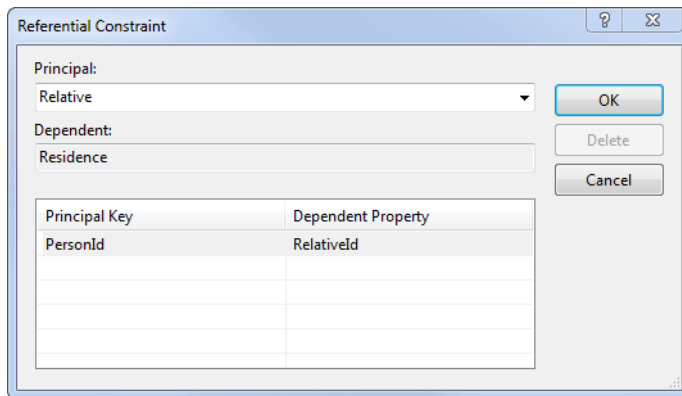 Referential Constraint
Principal:
Relative
OK
Dependent:
Delete
Residence
Cancel
Principal Key Dependent Property
PersonId RelativeId